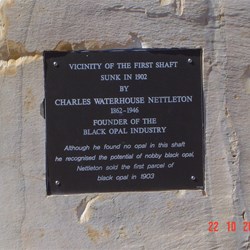 VICINITY OF THE FIRST SHAFT
SUNK IN 1902
BY
CHARLES WATERHOUSE NETTLETON
1862-1946
FOUNDER OF THE
BLACK OPAL INDUSTRY
Although he found no opal in this shaft
he recognised the potential of nobby black opal,
Nettleton sold the first parcel of
black opal in 1903
22 10 20